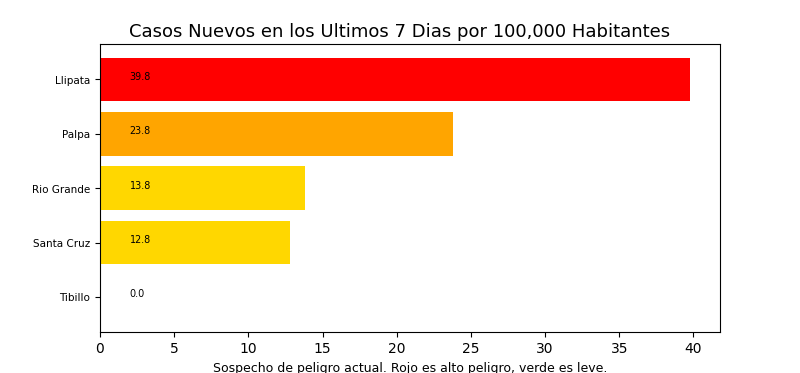 Casos Nuevos en los Ultimos 7 Dias por 100,000 Habitantes
Llipata 39.8
Palpa 23.8
Rio Grande 13.8
Santa Cruz 12.8
Tibillo 0.0
0 5 10 15 20 25 30 35 40
Sospecho de peligro actual. Rojo es alto peligro, verde es leve.